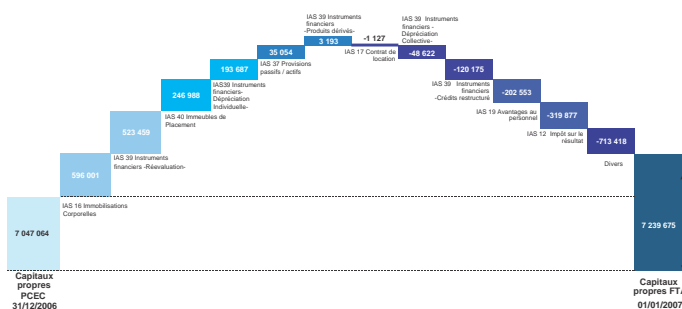 IAS 39 Instruments
financiers
-Produits dérivés-
3 193
-1 127
IAS 39 Instruments
financiers -
Dépréciation
Collective-
35 054
IAS 17 Contrat de
location
-48 622
193 687
IAS 37 Provisions
passifs / actifs
-120 175
246 988
IAS39 Instruments
financiers-
Dépréciation
Individuelle-
IAS 39 Instruments
financiers
-Crédits restructuré
-202 553
523 459
IAS 40 Immeubles de
Placement
IAS 19 Avantages au
personnel
-319 877
596 001
IAS 39 Instruments
financiers -Réevaluation-
IAS 12 Impôt sur le
résultat
-713 418
Divers
7 047 064
IAS 16 Immobilisations
Corporelles
7 239 675
Capitaux
propres
PCEC
31/12/2006
Capitaux
propres FTA
01/01/2007